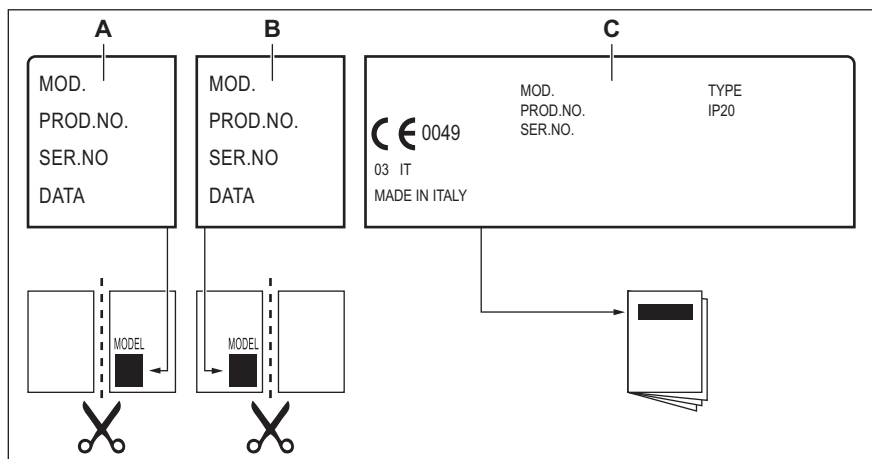 A
B
C
MOD.
PROD.NO.
SER.NO
DATA
MOD.
PROD.NO.
SER.NO
DATA
MOD.
PROD.NO.
SER.NO.
TYPE
IP20
CE 0049
03 IT
MADE IN ITALY
MODEL
MODEL